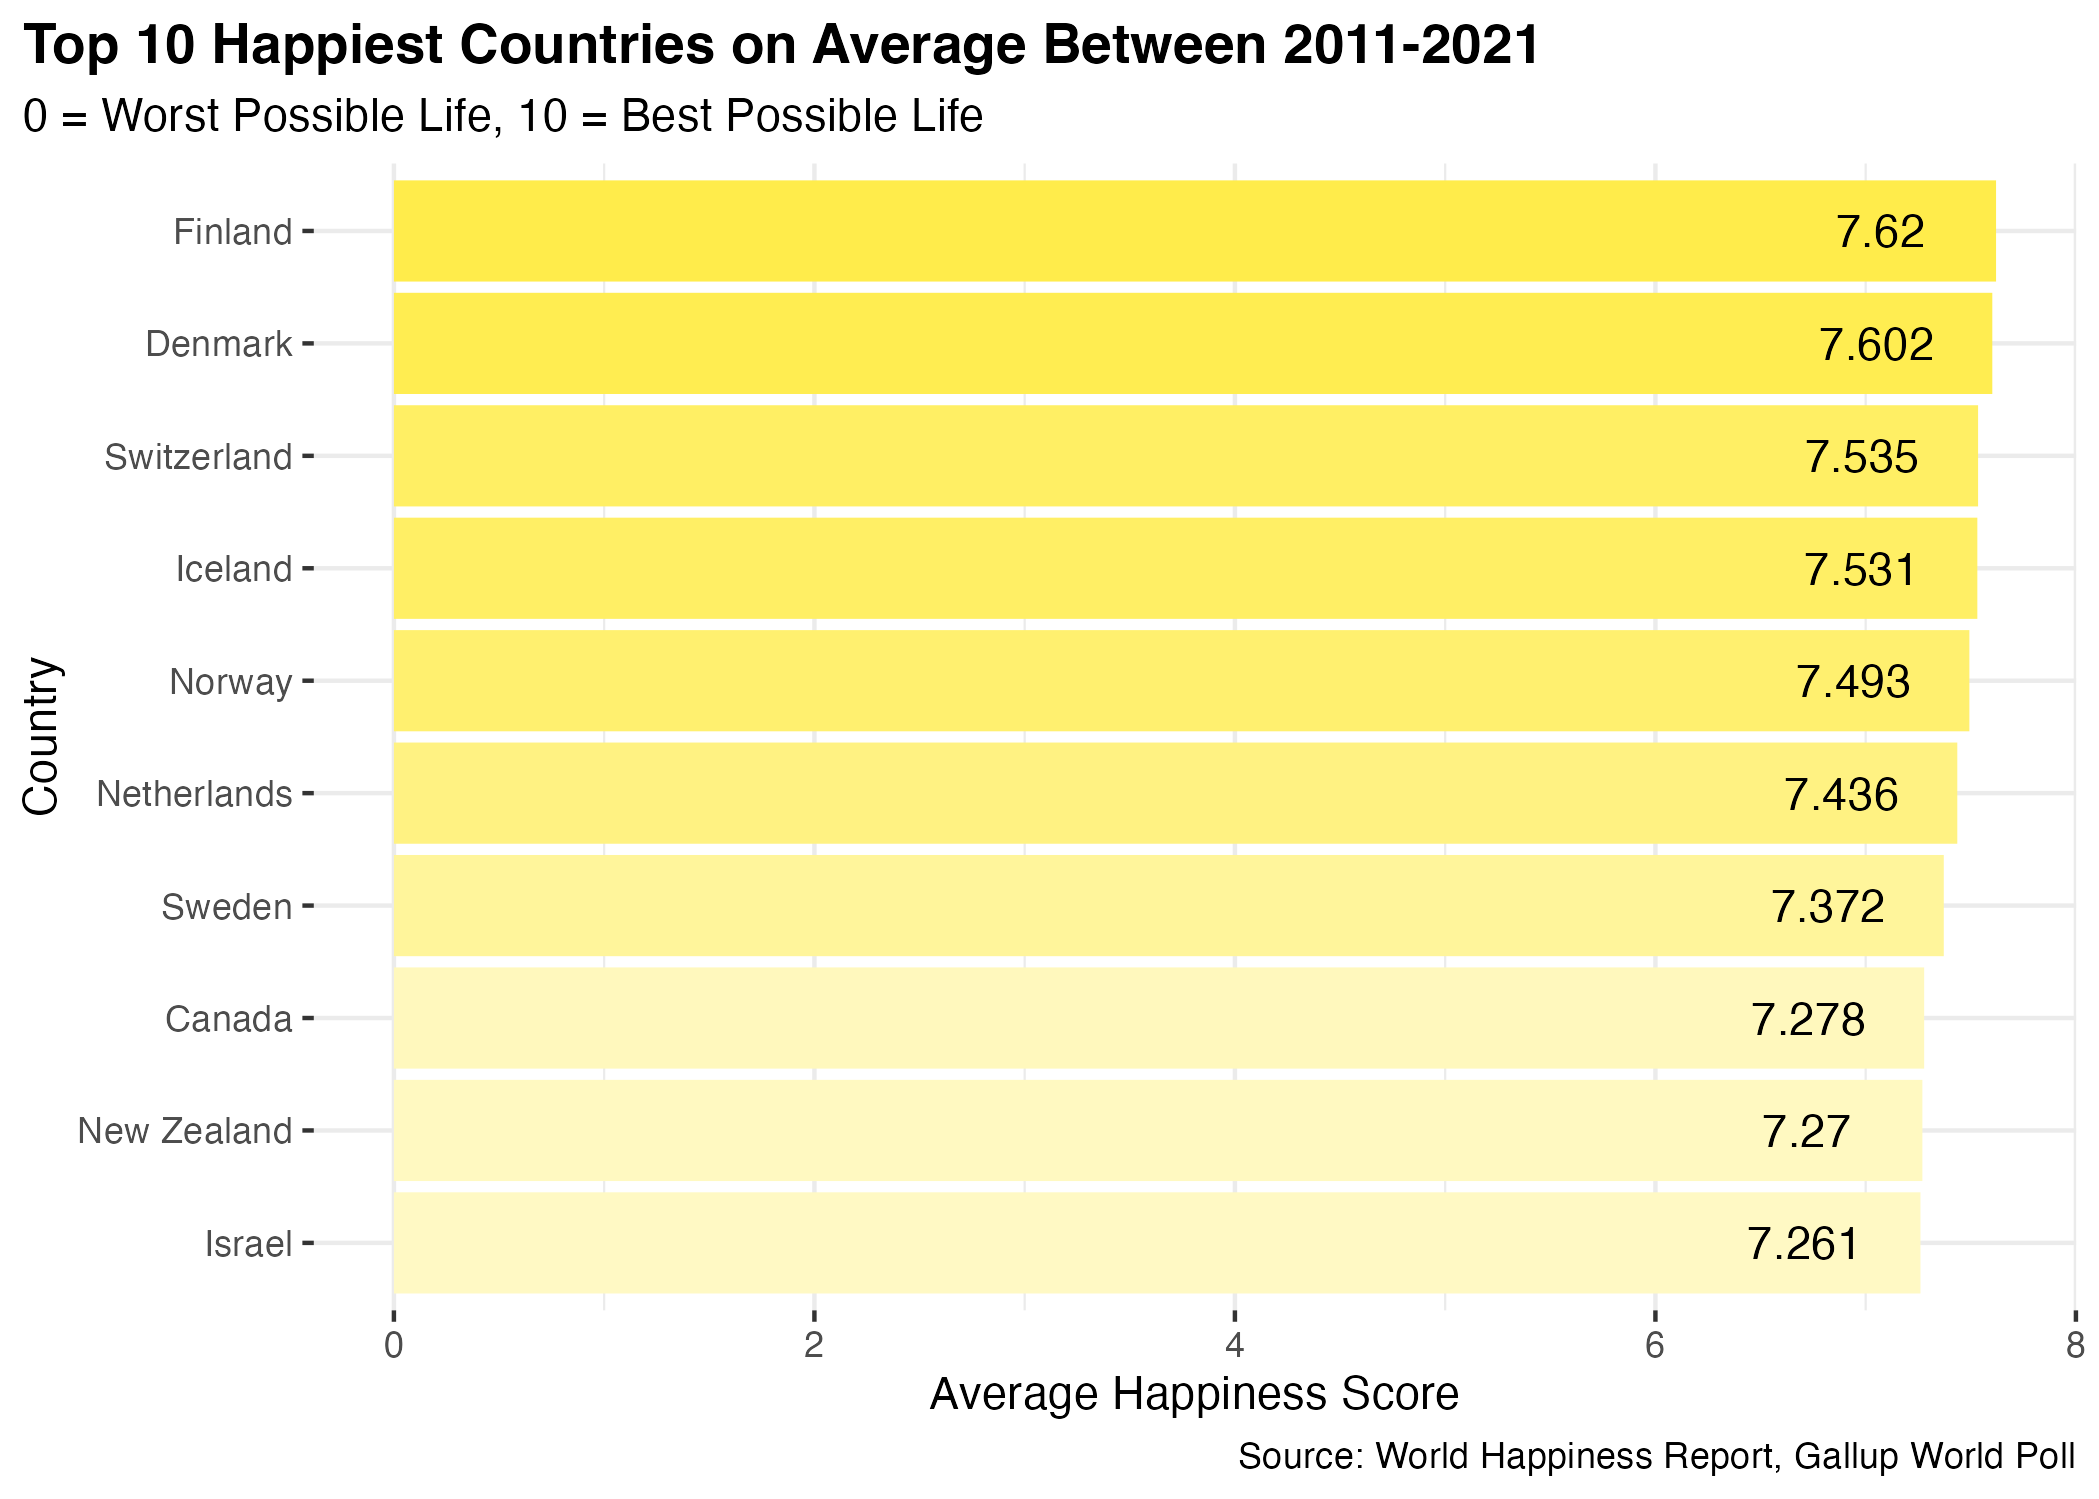 Top 10 Happiest Countries on Average Between 2011-2021
0 = Worst Possible Life, 10 = Best Possible Life
Country
Finland 7.62
Denmark 7.602
Switzerland 7.535
Iceland 7.531
Norway 7.493
Netherlands 7.436
Sweden 7.372
Canada 7.278
New Zealand 7.27
Israel 7.261
0 2 4 6 8
Average Happiness Score
Source: World Happiness Report, Gallup World Poll